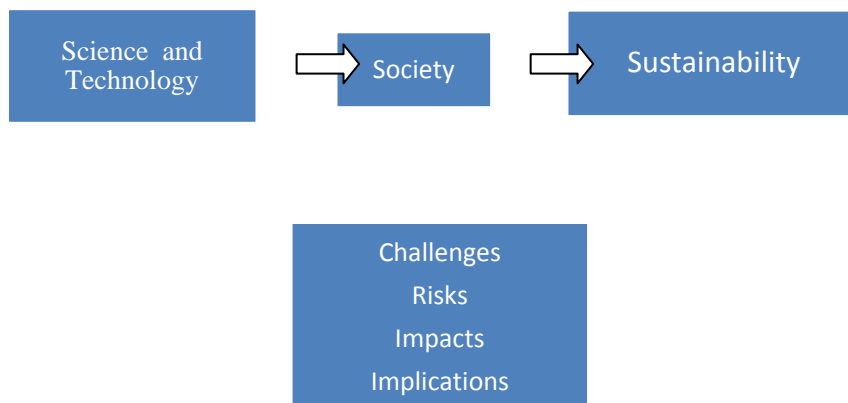 Science and
Technology
Society
Sustainability
Challenges
Risks
Impacts
Implications